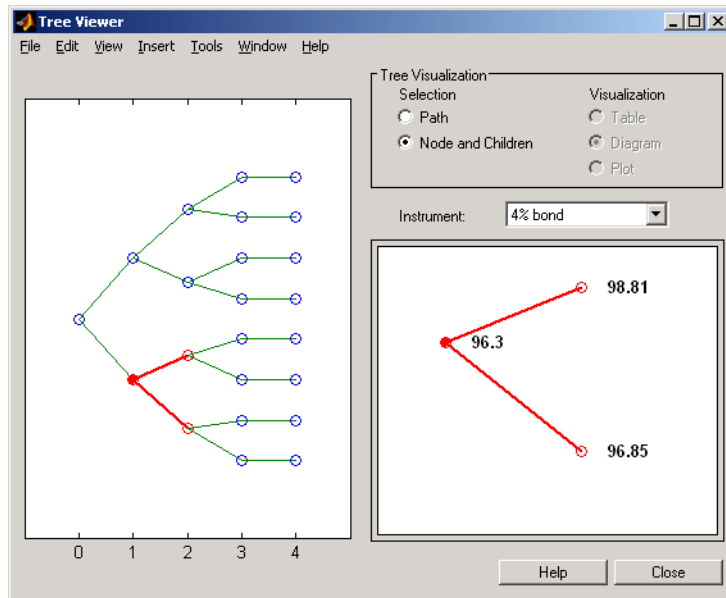 Tree Viewer
File Edit View Insert Tools Window Help
Tree Visualization
Selection
Visualization
Path
Table
Node and Children
Diagram
Plot
Instrument:
4% bond
98.81
96.3
96.85
0 1 2 3 4
Help
Close